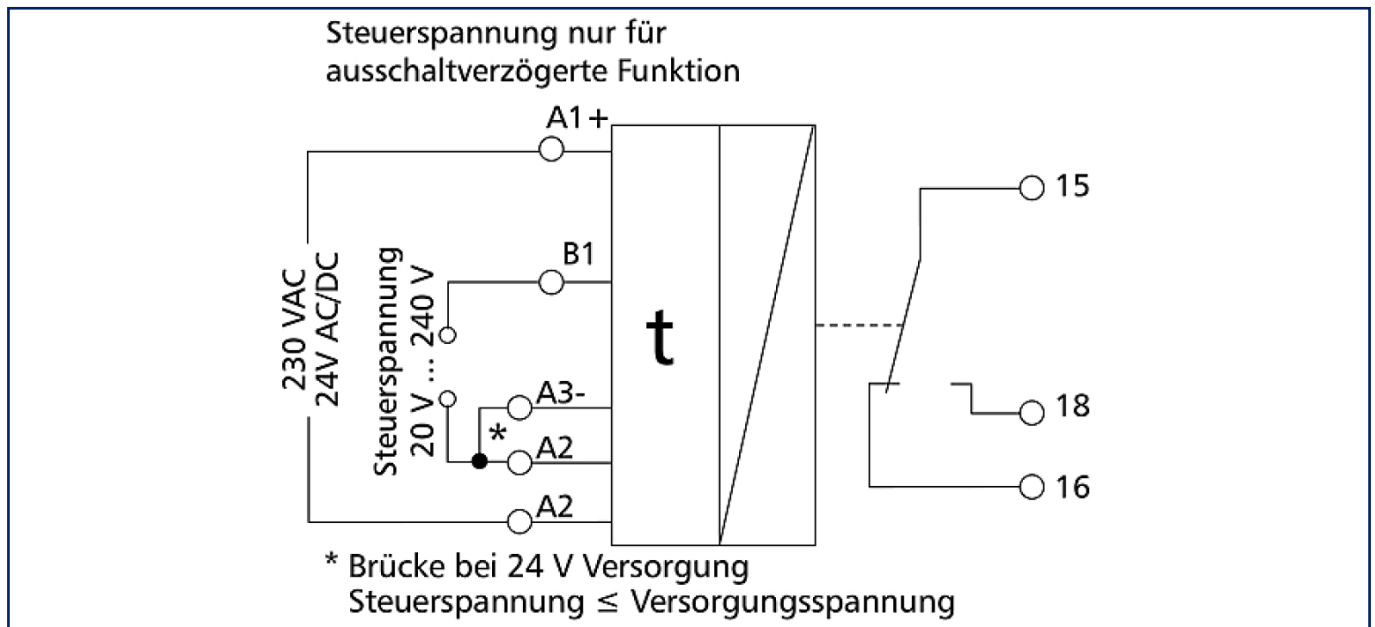 Steuerspannung nur für
ausschaltverzögerte Funktion
A1+
B1
230 VAC
24V AC/DC
Steuerspannung
20 V ... 240 V
t
A3-
*
A2
A2
15
18
16
* Brücke bei 24 V Versorgung
Steuerspannung ≤ Versorgungsspannung